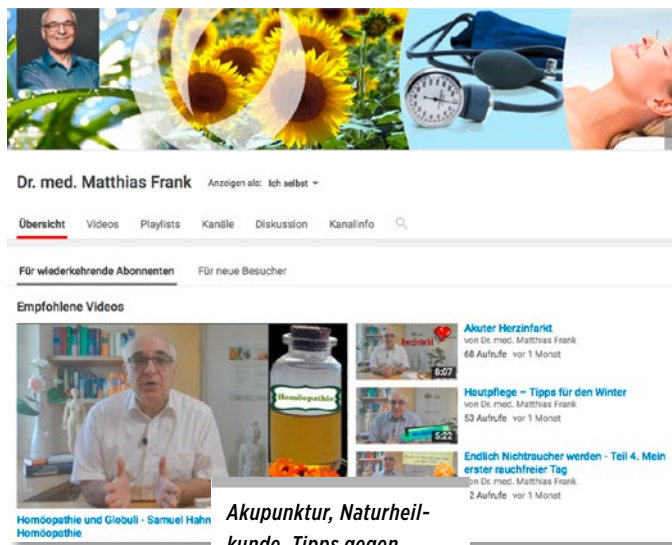 Dr. med. Matthias Frank Anzeigen als: Ich selbst
Übersicht Videos Playlists Kanäle Diskussion Kanalinfo
Für wiederkehrende Abonnenten Für neue Besucher
Empfohlene Videos
Homöopathie
Homöopathie und Globuli - Samuel Hahn
Homöopathie
Herzinfarkt
8:07
Akuter Herzinfarkt
von Dr. med. Matthias Frank
68 Aufrufe vor 1 Monat
5:22
Hautpflege – Tipps für den Winter
von Dr. med. Matthias Frank
53 Aufrufe vor 1 Monat
Endlich Nichtraucher werden - Teil 4. Mein
erster rauchfreier Tag
von Dr. med. Matthias Frank
2 Aufrufe vor 1 Monat
Akupunktur, Naturheil-
kunde, Tipps gegen